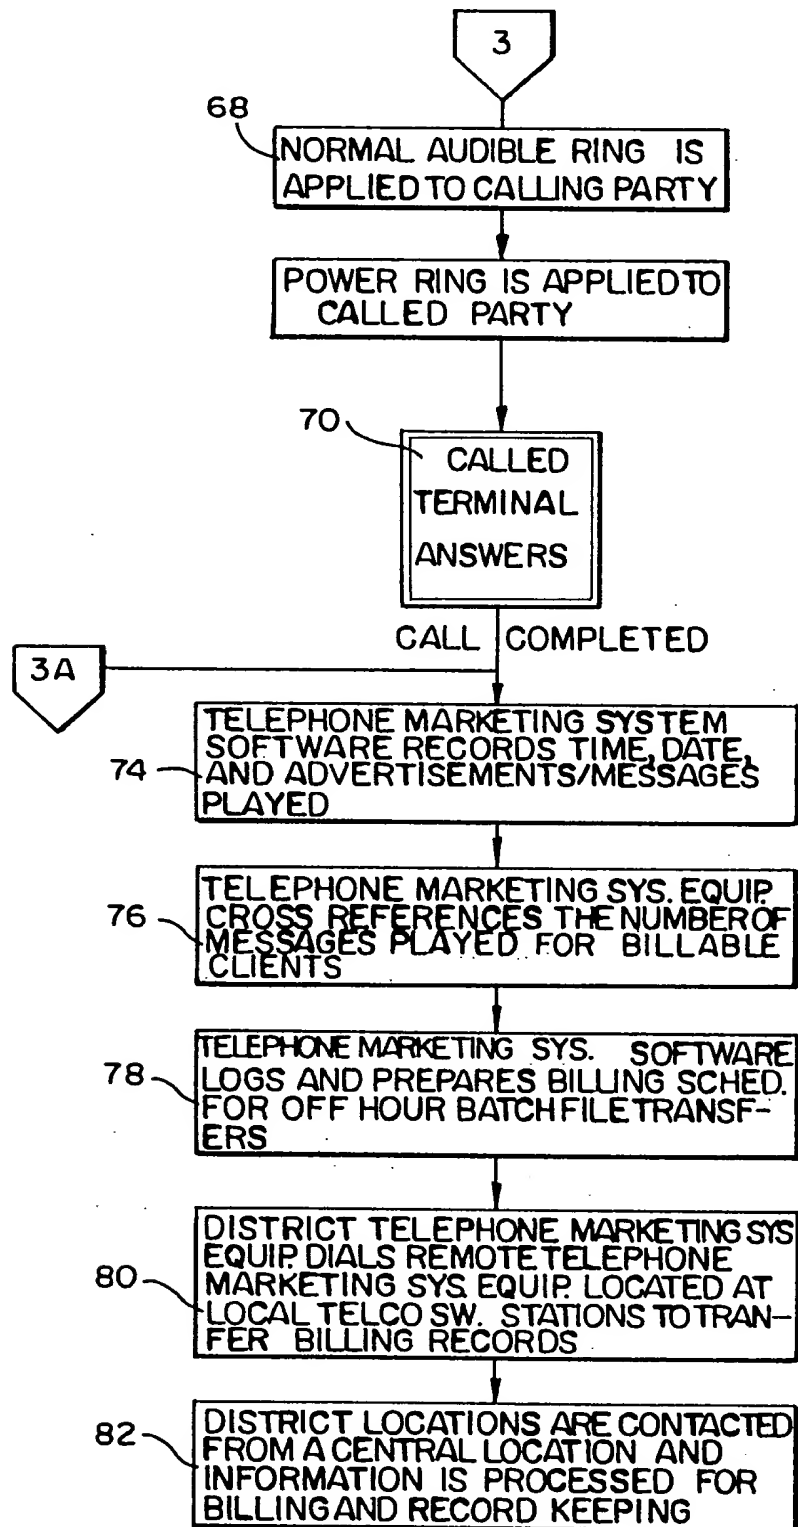 3
68
NORMAL AUDIBLE RING IS
APPLIED TO CALLING PARTY
POWER RING IS APPLIED TO
CALLED PARTY
70
CALLED
TERMINAL
ANSWERS
CALL COMPLETED
3A
74
TELEPHONE MARKETING SYSTEM
SOFTWARE RECORDS TIME, DATE,
AND ADVERTISEMENTS/MESSAGES
PLAYED
76
TELEPHONE MARKETING SYS. EQUIP.
CROSS REFERENCES THE NUMBER OF
MESSAGES PLAYED FOR BILLABLE
CLIENTS
78
TELEPHONE MARKETING SYS. SOFTWARE
LOGS AND PREPARES BILLING SCHED.
FOR OFF HOUR BATCH FILE TRANSF-
ERS
80
DISTRICT TELEPHONE MARKETING SYS
EQUIP. DIALS REMOTE TELEPHONE
MARKETING SYS. EQUIP. LOCATED AT
LOCAL TELCO SW. STATIONS TO TRAN-
FER BILLING RECORDS
82
DISTRICT LOCATIONS ARE CONTACTED
FROM A CENTRAL LOCATION AND
INFORMATION IS PROCESSED FOR
BILLING AND RECORD KEEPING